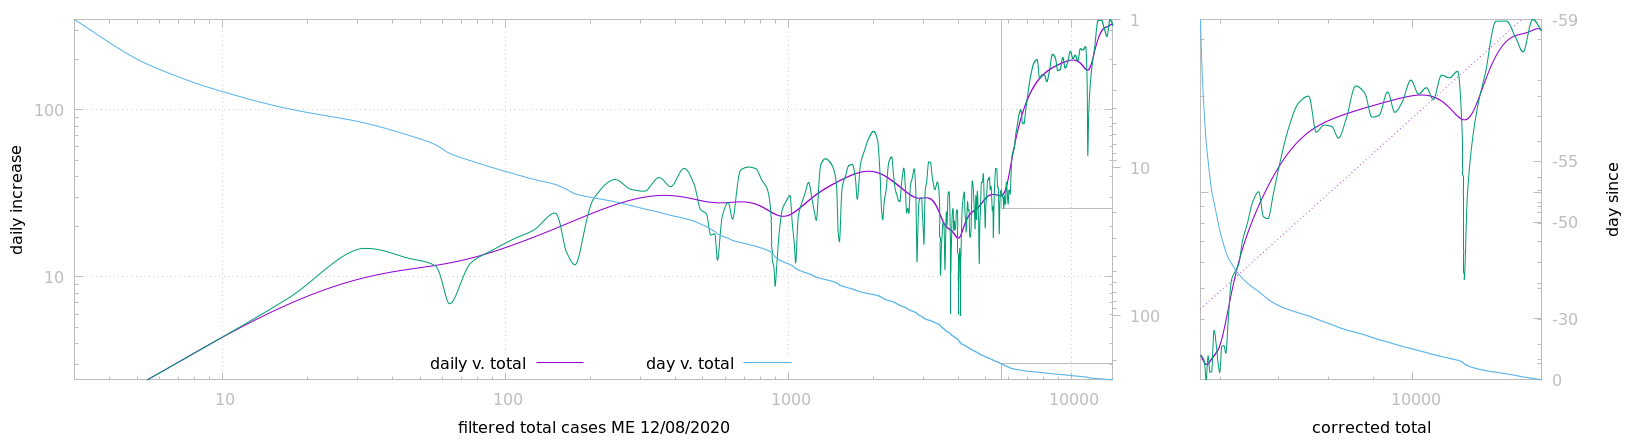 daily increase
100
10
10
100
1000
10000
filtered total cases ME 12/08/2020
daily v. total
day v. total
1
10
100
10000
corrected total
-59
-55
-50
-30
0
day since